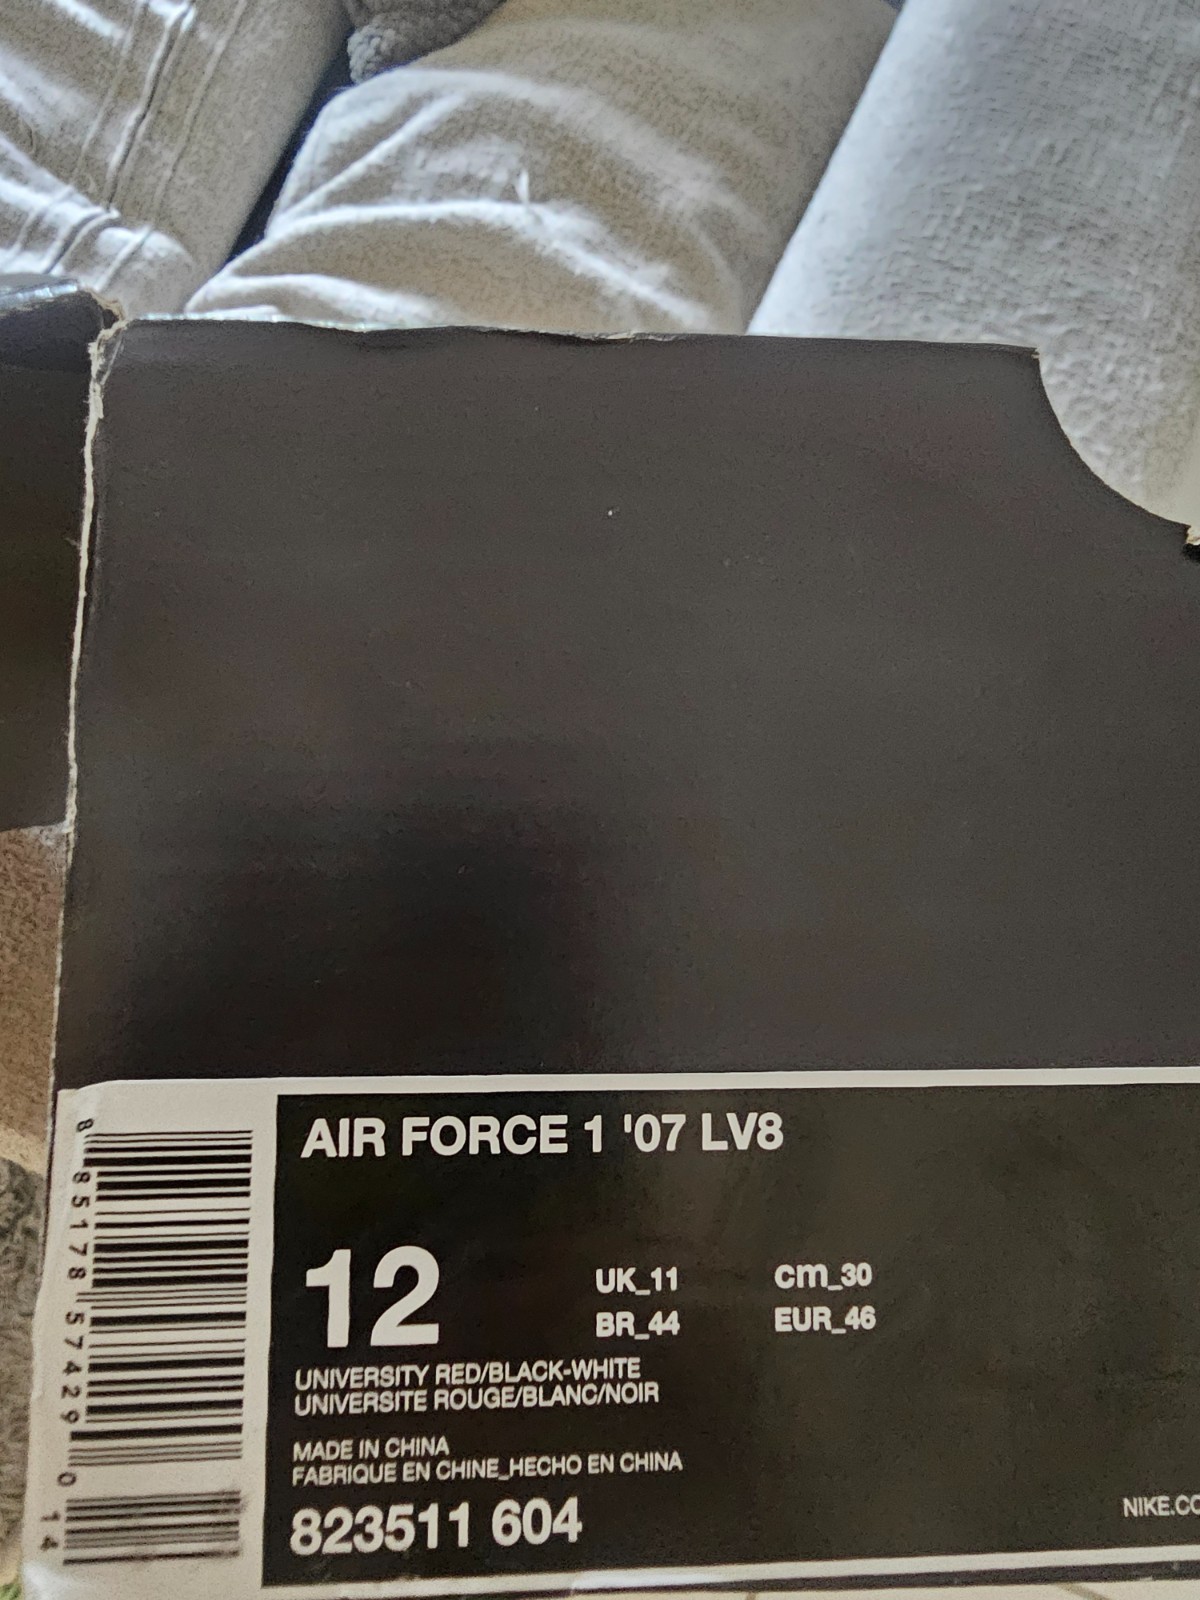 AIR FORCE 1 '07 LV8
12
UK_11 cm_30
BR_44 EUR_46
UNIVERSITY RED/BLACK-WHITE
UNIVERSITE ROUGE/BLANC/NOIR
MADE IN CHINA
FABRIQUE EN CHINE_HECHO EN CHINA
823511 604
NIKE.CO
8 85178 57429 0 14